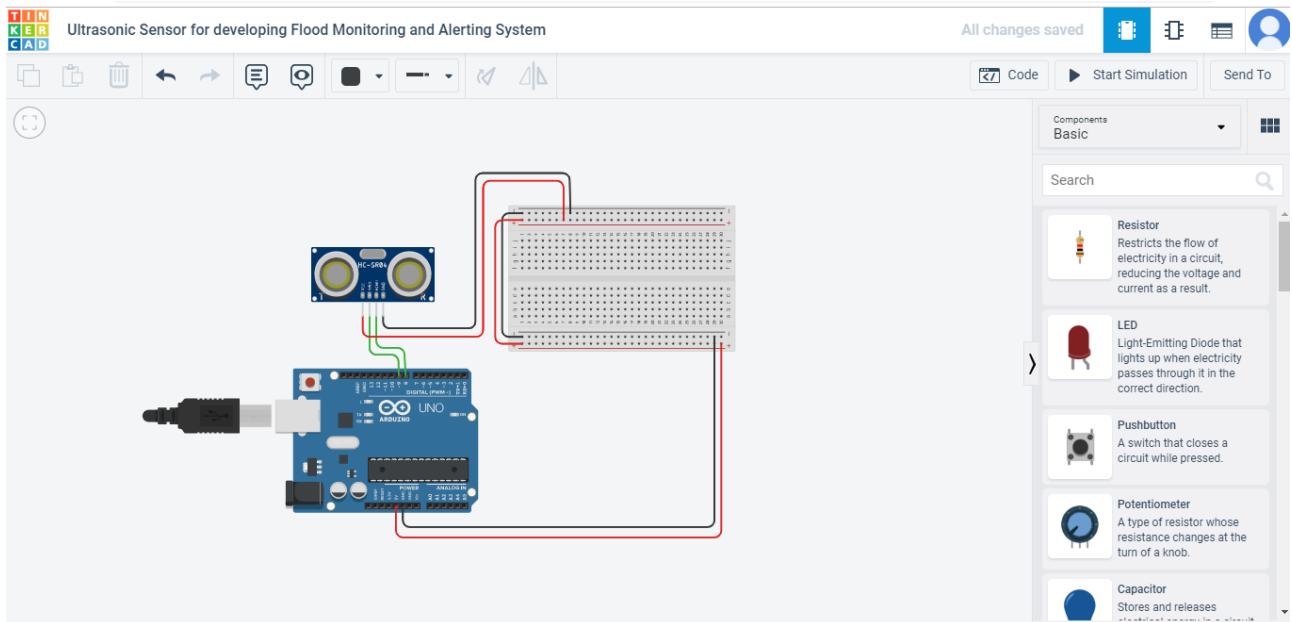 TIN
KER
CAD
Ultrasonic Sensor for developing Flood Monitoring and Alerting System
All changes saved
Code
Start Simulation
Send To
Components
Basic
Search
Resistor
Restricts the flow of
electricity in a circuit,
reducing the voltage and
current as a result.
LED
Light-Emitting Diode that
lights up when electricity
passes through it in the
correct direction.
Pushbutton
A switch that closes a
circuit while pressed.
Potentiometer
A type of resistor whose
resistance changes at the
turn of a knob.
Capacitor
Stores and releases
HC-SR04
DIGITAL (PWM ~)
UNO
ARDUINO
POWER
ANALOG IN